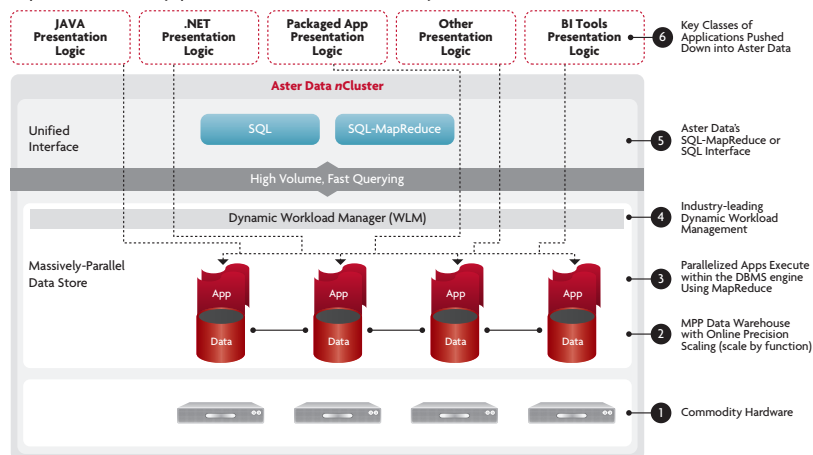 JAVA
Presentation
Logic
.NET
Presentation
Logic
Packaged App
Presentation
Logic
Other
Presentation
Logic
BI Tools
Presentation
Logic
6
Key Classes of
Applications Pushed
Down into Aster Data
Aster Data nCluster
Unified
Interface
SQL
SQL-MapReduce
5
Aster Data's
SQL-MapReduce or
SQL Interface
High Volume, Fast Querying
Dynamic Workload Manager (WLM)
4
Industry-leading
Dynamic Workload
Management
Massively-Parallel
Data Store
App
App
App
App
3
Parallelized Apps Execute
within the DBMS engine
Using MapReduce
Data
Data
Data
Data
2
MPP Data Warehouse
with Online Precision
Scaling (scale by function)
1
Commodity Hardware